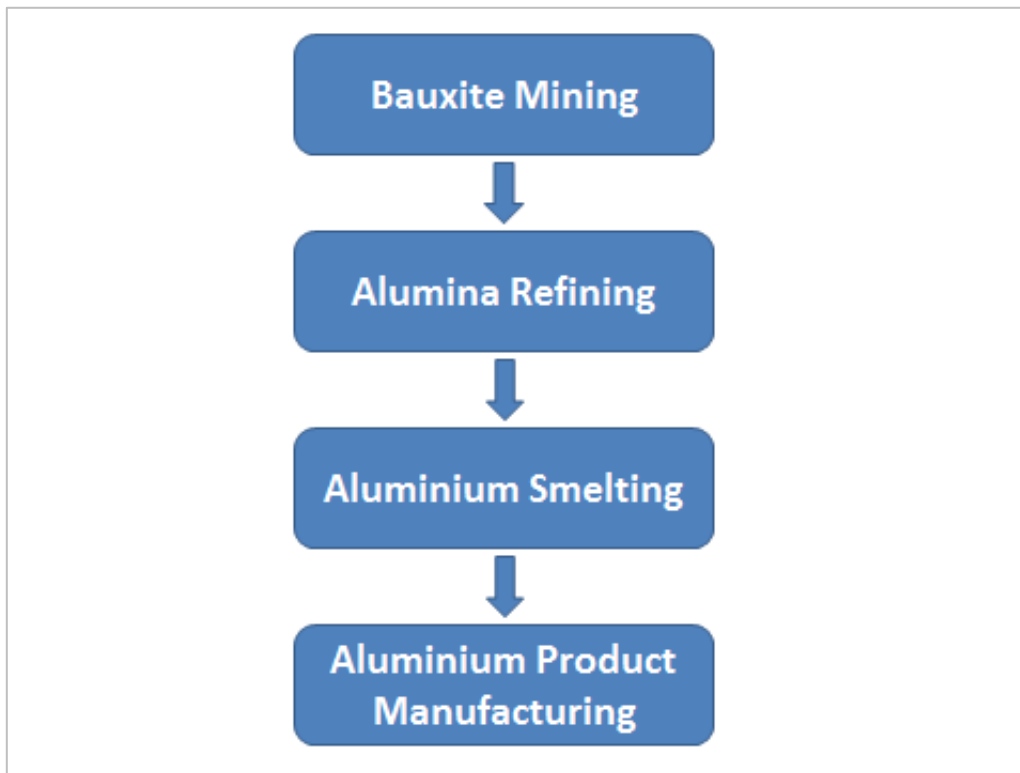 Bauxite Mining
Alumina Refining
Aluminium Smelting
Aluminium Product
Manufacturing